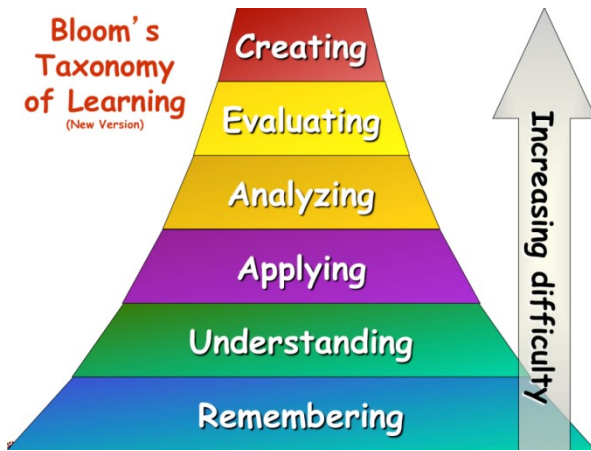 Bloom's
Taxonomy
of Learning
(New Version)
Creating
Evaluating
Analyzing
Applying
Understanding
Remembering
Increasing difficulty